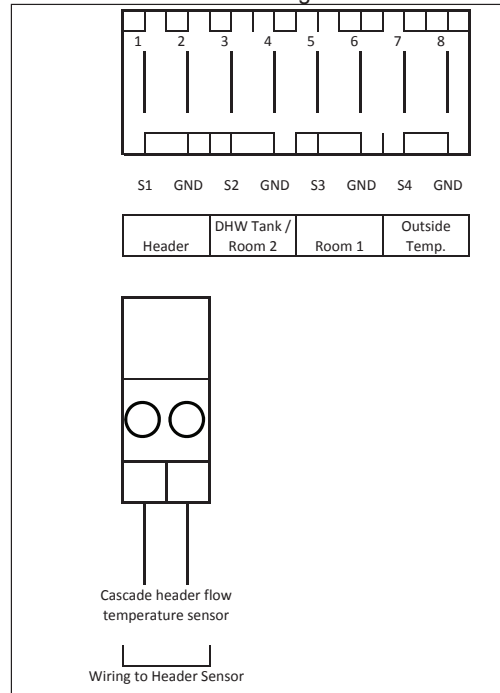 1 2 3 4 5 6 7 8
S1 GND S2 GND S3 GND S4 GND
Header
DHW Tank /
Room 2
Room 1
Outside
Temp.
Cascade header flow
temperature sensor
Wiring to Header Sensor